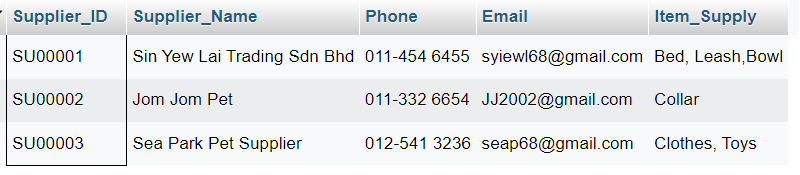 Supplier_ID Supplier_Name Phone Email Item_Supply
SU00001 Sin Yew Lai Trading Sdn Bhd 011-454 6455 syiewl68@gmail.com Bed, Leash,Bowl
SU00002 Jom Jom Pet 011-332 6654 JJ2002@gmail.com Collar
SU00003 Sea Park Pet Supplier 012-541 3236 seap68@gmail.com Clothes, Toys